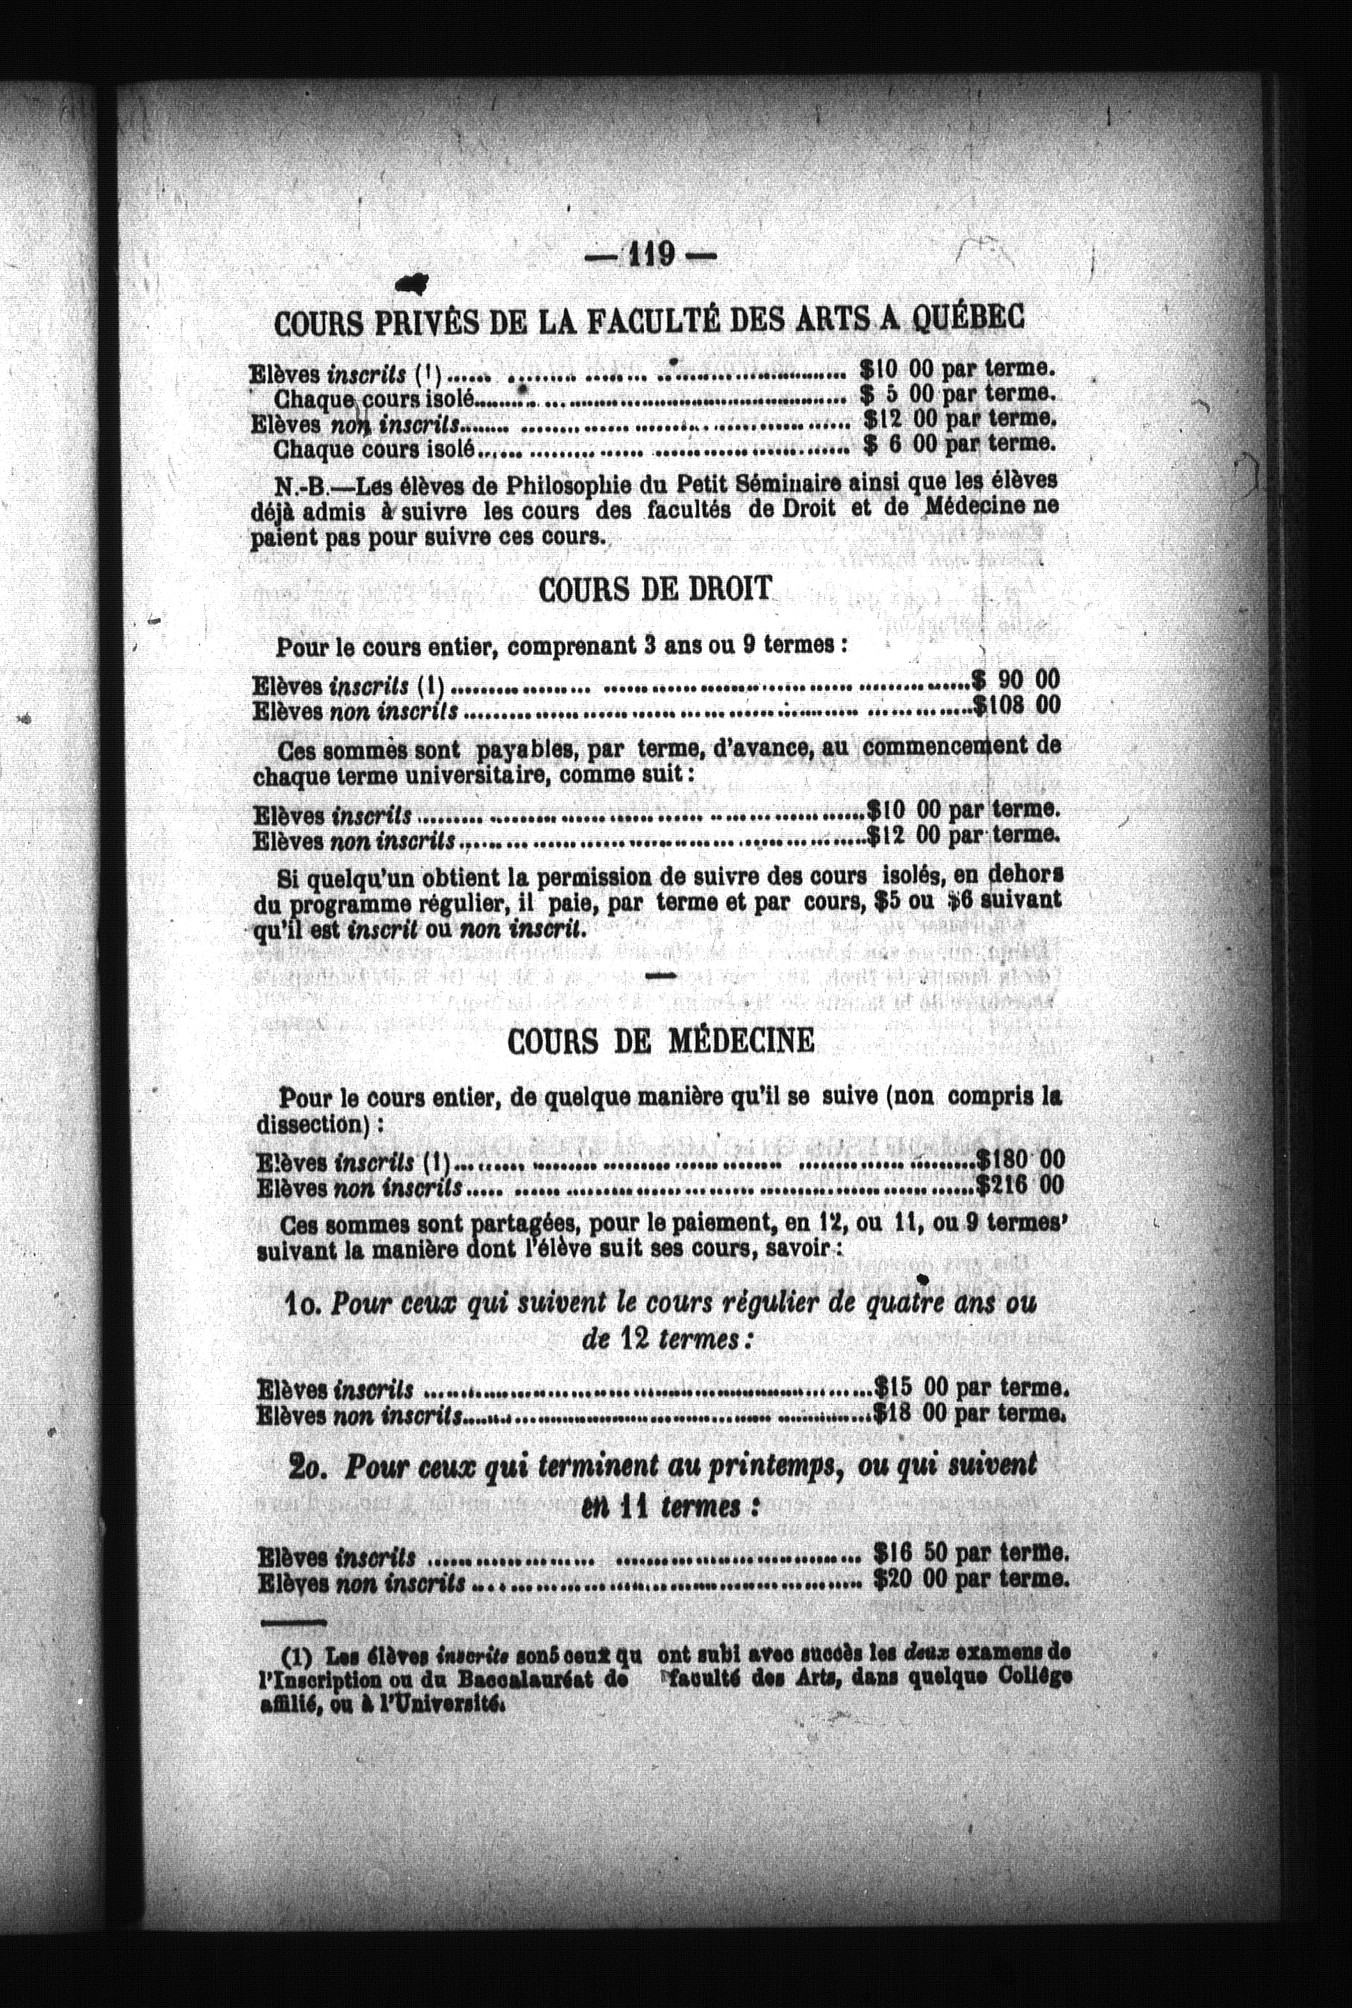 — 119 —
COURS PRIVÉS DE LA FACULTÉ DES ARTS A QUÉBEC
Elèves inscrits (1) ...... $10 00 par terme.
Chaque cours isolé...... $ 5 00 par terme.
Elèves non inscrits...... $12 00 par terme.
Chaque cours isolé...... $ 6 00 par terme.
N.-B.—Les élèves de Philosophie du Petit Séminaire ainsi que les élèves
déjà admis à suivre les cours des facultés de Droit et de Médecine ne
paient pas pour suivre ces cours.
COURS DE DROIT
Pour le cours entier, comprenant 3 ans ou 9 termes :
Elèves inscrits (1) ......$ 90 00
Elèves non inscrits ......$108 00
Ces sommes sont payables, par terme, d'avance, au commencement de
chaque terme universitaire, comme suit :
Elèves inscrits ......$10 00 par terme.
Elèves non inscrits ......$12 00 par terme.
Si quelqu'un obtient la permission de suivre des cours isolés, en dehors
du programme régulier, il paie, par terme et par cours, $5 ou $6 suivant
qu'il est inscrit ou non inscrit.
—
COURS DE MÉDECINE
Pour le cours entier, de quelque manière qu'il se suive (non compris la
dissection) :
Elèves inscrits (1)......$180 00
Elèves non inscrits......$216 00
Ces sommes sont partagées, pour le paiement, en 12, ou 11, ou 9 termes'
suivant la manière dont l'élève suit ses cours, savoir :
1o. Pour ceux qui suivent le cours régulier de quatre ans ou
de 12 termes :
Elèves inscrits ......$15 00 par terme.
Elèves non inscrits......$18 00 par terme.
2o. Pour ceux qui terminent au printemps, ou qui suivent
en 11 termes :
Elèves inscrits ...... $16 50 par terme.
Elèves non inscrits ...... $20 00 par terme.
(1) Les élèves inscrits sons ceux qu ont subi avec succès les deux examens de
l'Inscription ou du Baccalauréat de faculté des Arts, dans quelque Collége
affilié, ou à l'Université.